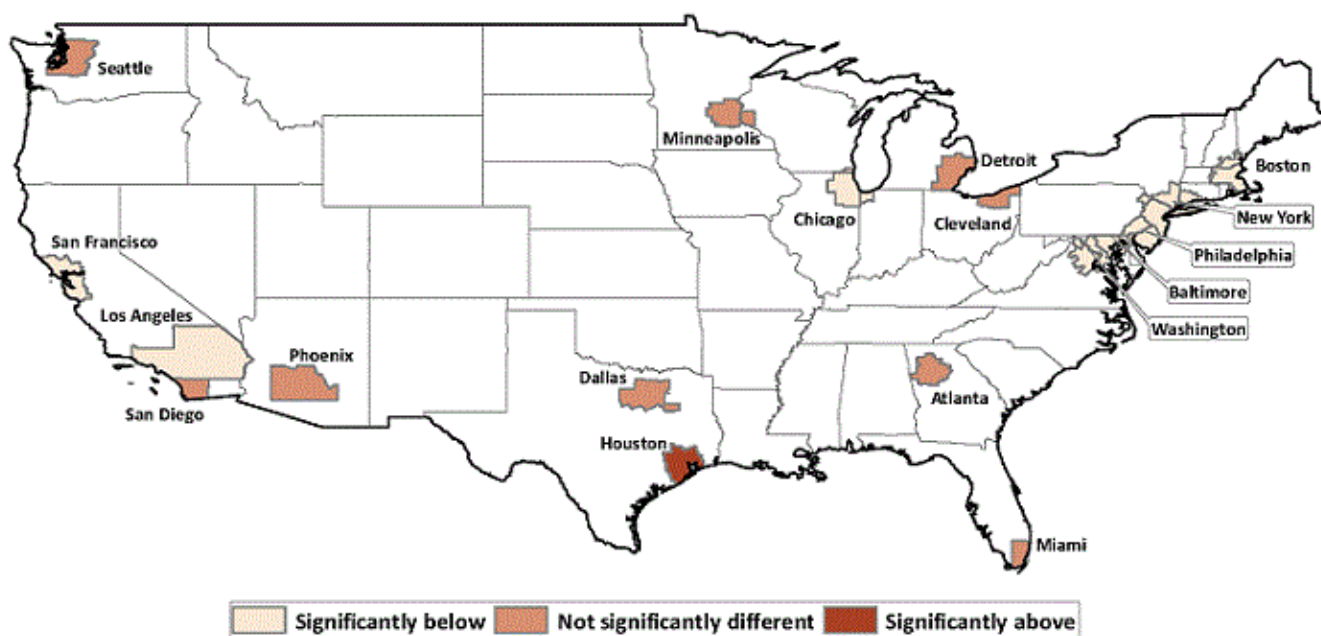 Seattle
Minneapolis
Detroit
Boston
Chicago
Cleveland
New York
San Francisco
Philadelphia
Baltimore
Los Angeles
Washington
Phoenix
Dallas
Atlanta
San Diego
Houston
Miami
Significantly below Not significantly different Significantly above